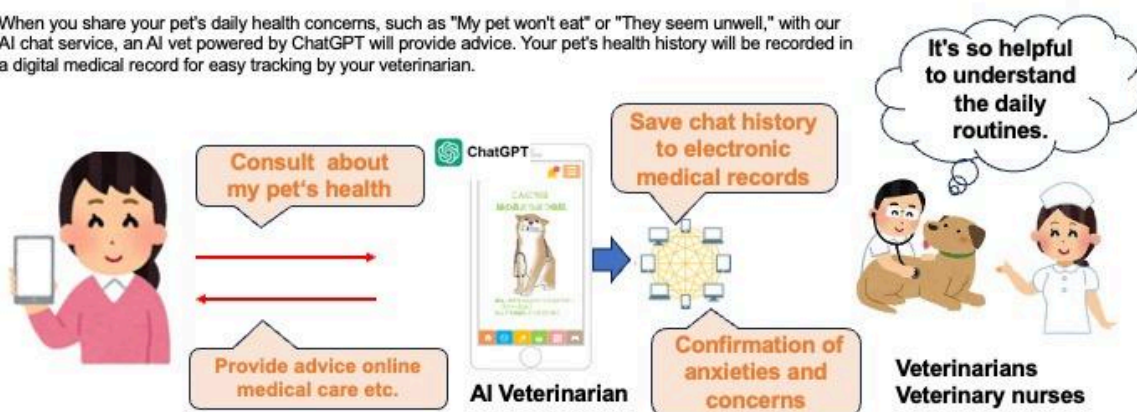 When you share your pet's daily health concerns, such as "My pet won't eat" or "They seem unwell," with our
AI chat service, an AI vet powered by ChatGPT will provide advice. Your pet's health history will be recorded in
a digital medical record for easy tracking by your veterinarian.
It's so helpful
to understand
the daily
routines.
Consult about
my pet's health
ChatGPT
Save chat history
to electronic
medical records
Provide advice online
medical care etc.
AI Veterinarian
Confirmation of
anxieties and
concerns
Veterinarians
Veterinary nurses